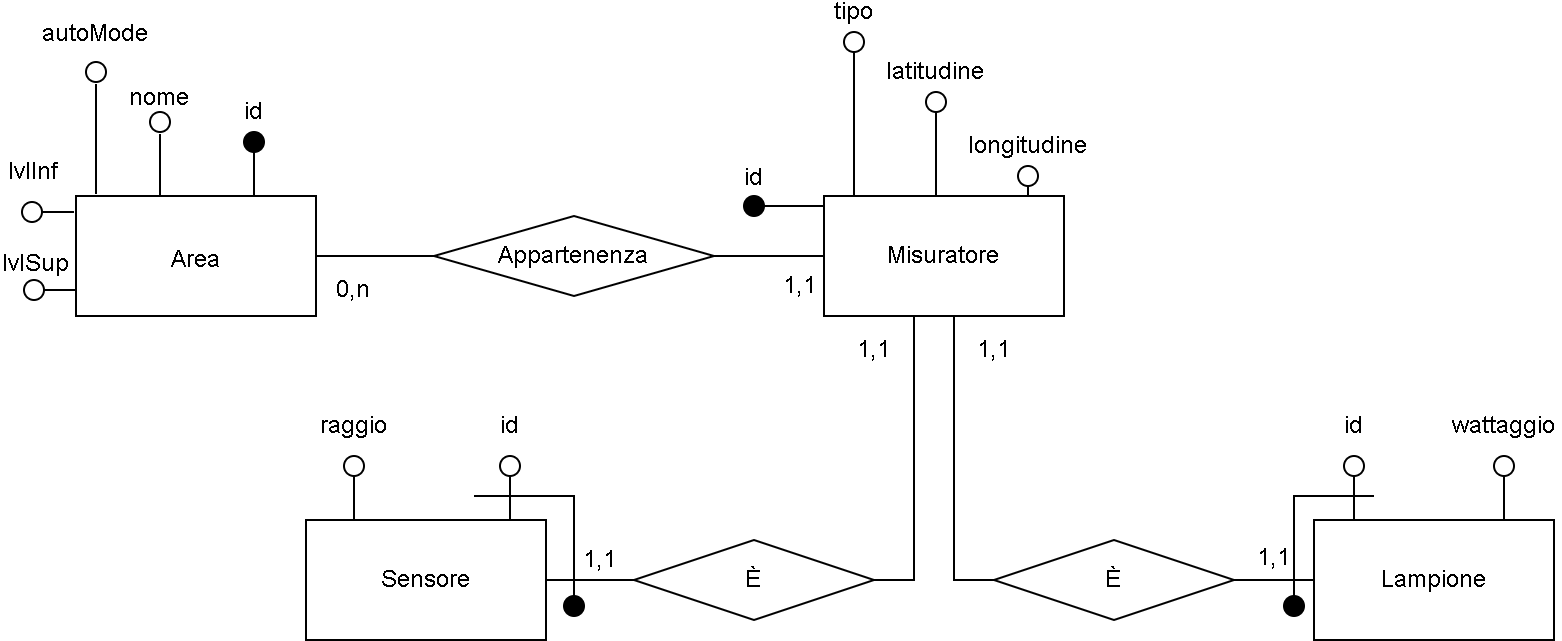 tipo
autoMode
latitudine
nome
id
longitudine
lvlInf
id
lvlSup
Area
Appartenenza
Misuratore
0,n
1,1
1,1
1,1
raggio
id
id
wattaggio
1,1
1,1
Sensore
È
È
Lampione